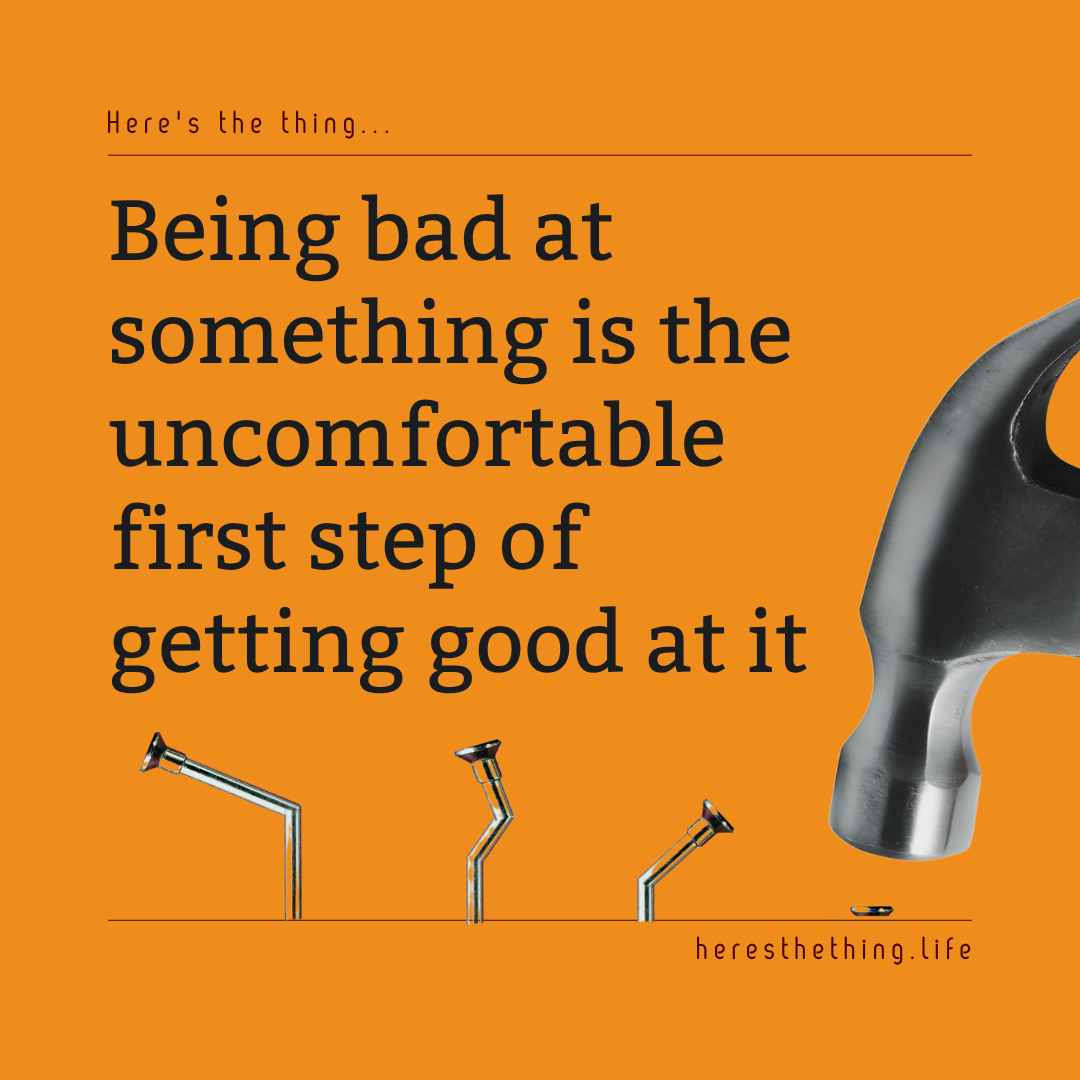 Here's the thing...
Being bad at
something is the
uncomfortable
first step of
getting good at it
heresthething.life